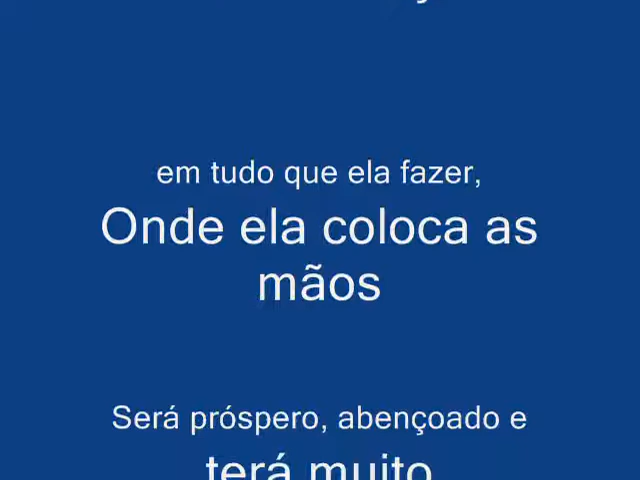 em tudo que ela fazer,
Onde ela coloca as
mãos
Será próspero, abençoado e
terá muito